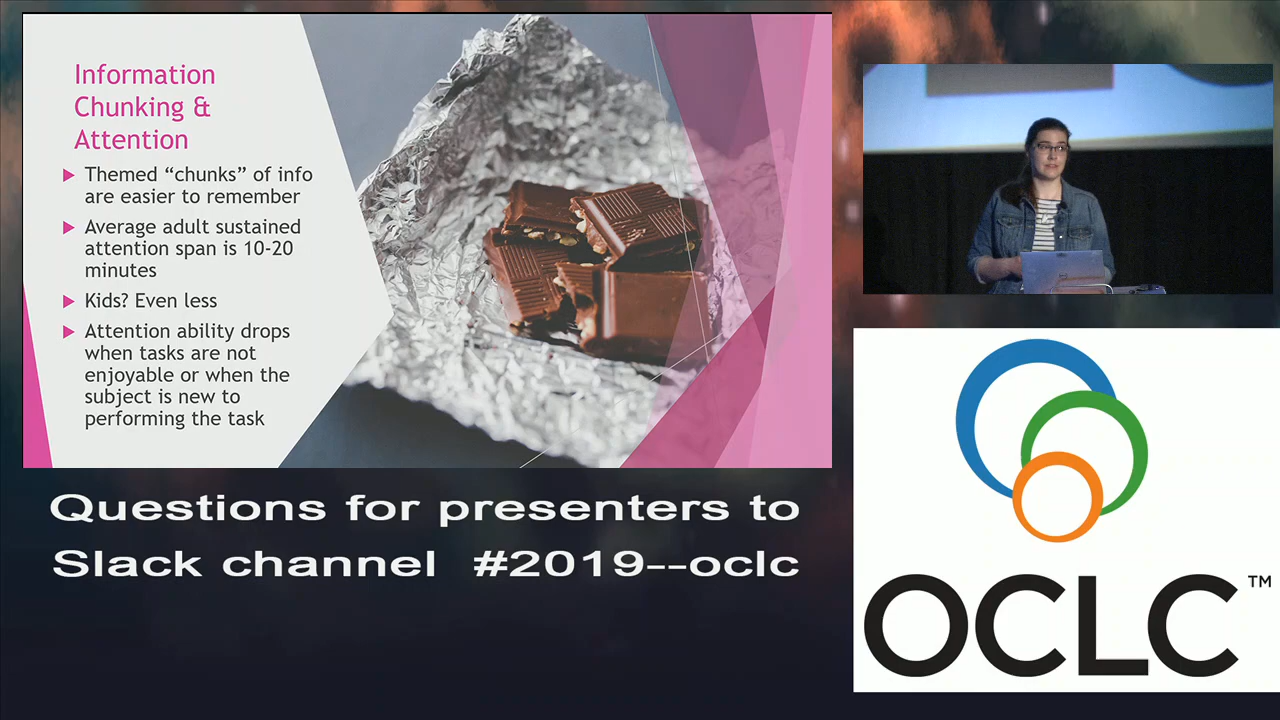 Information
Chunking &
Attention
Themed “chunks” of info
are easier to remember
Average adult sustained
attention span is 10-20
minutes
Kids? Even less
Attention ability drops
when tasks are not
enjoyable or when the
subject is new to
performing the task
Questions for presenters to
Slack channel #2019--oclc
OCLC™